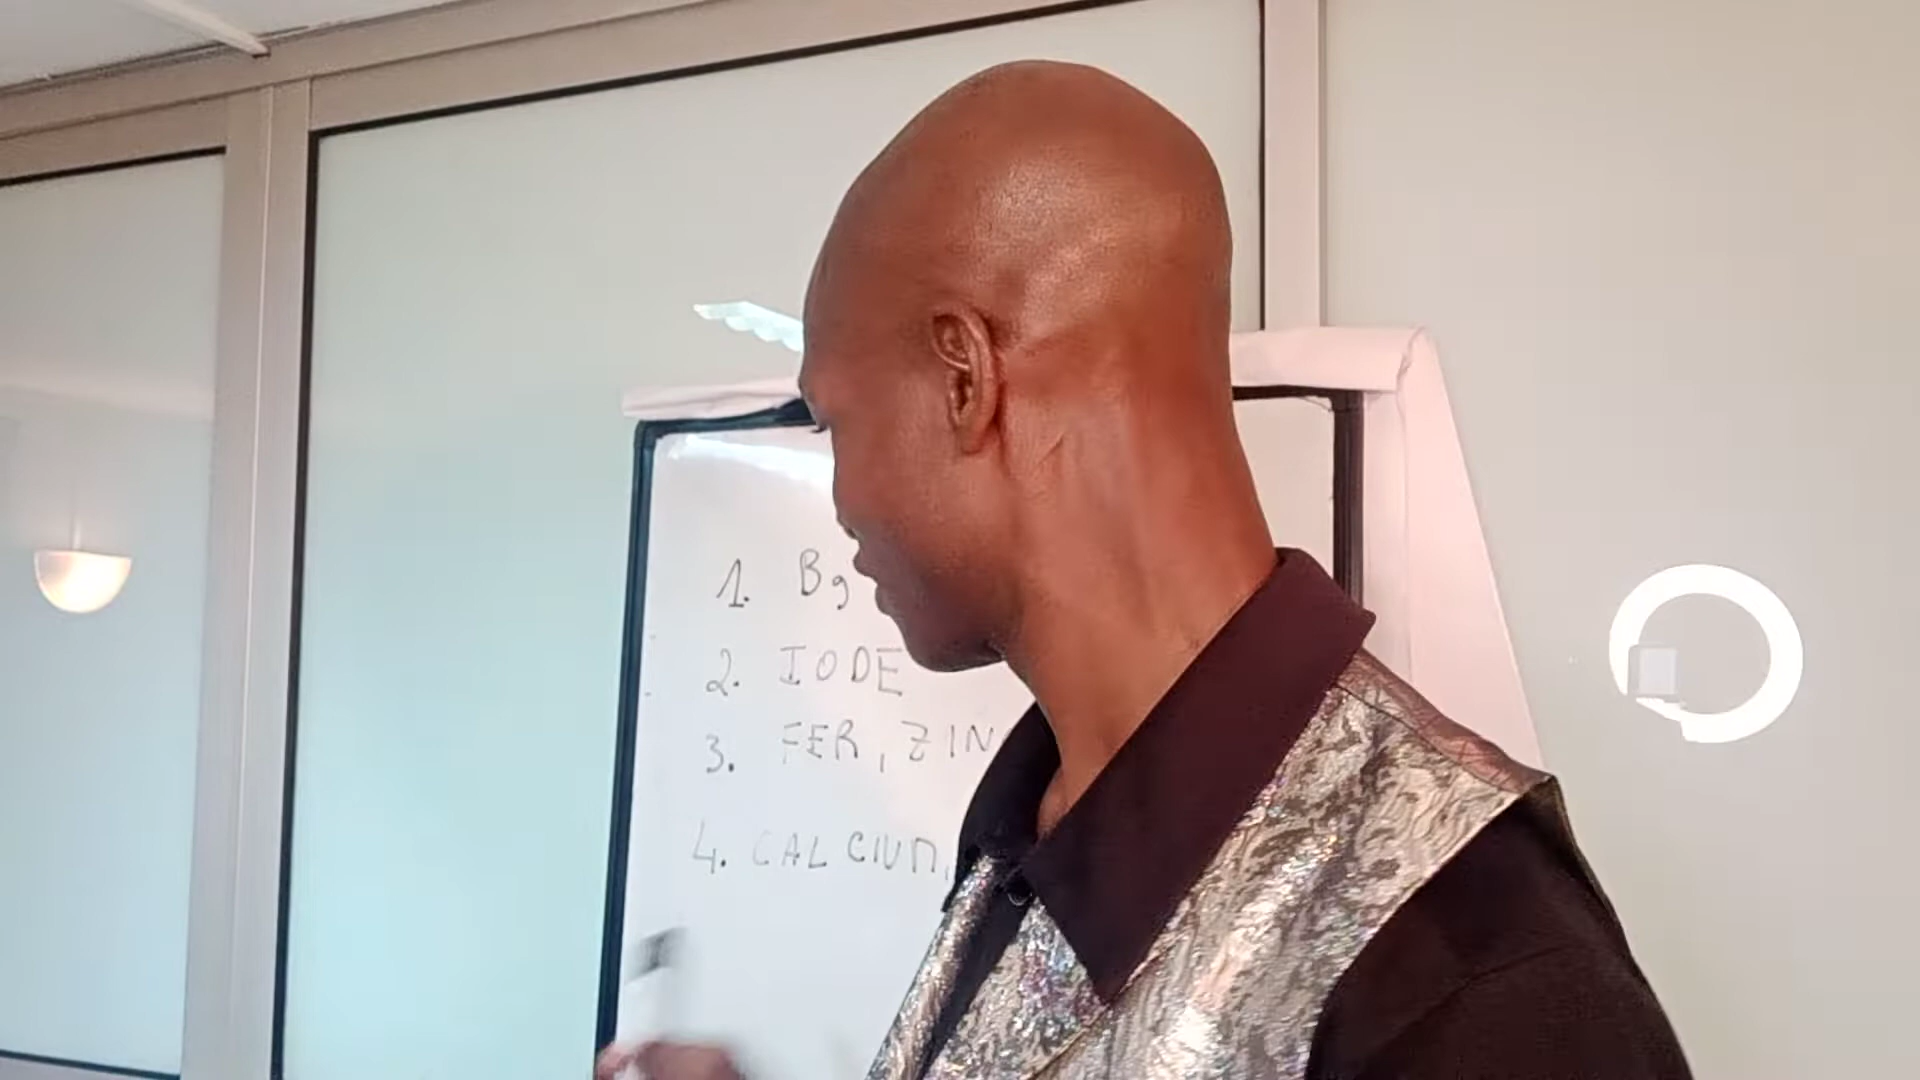 1. B9
2. IODE
3. FER, ZIN
4. CALCIUM,